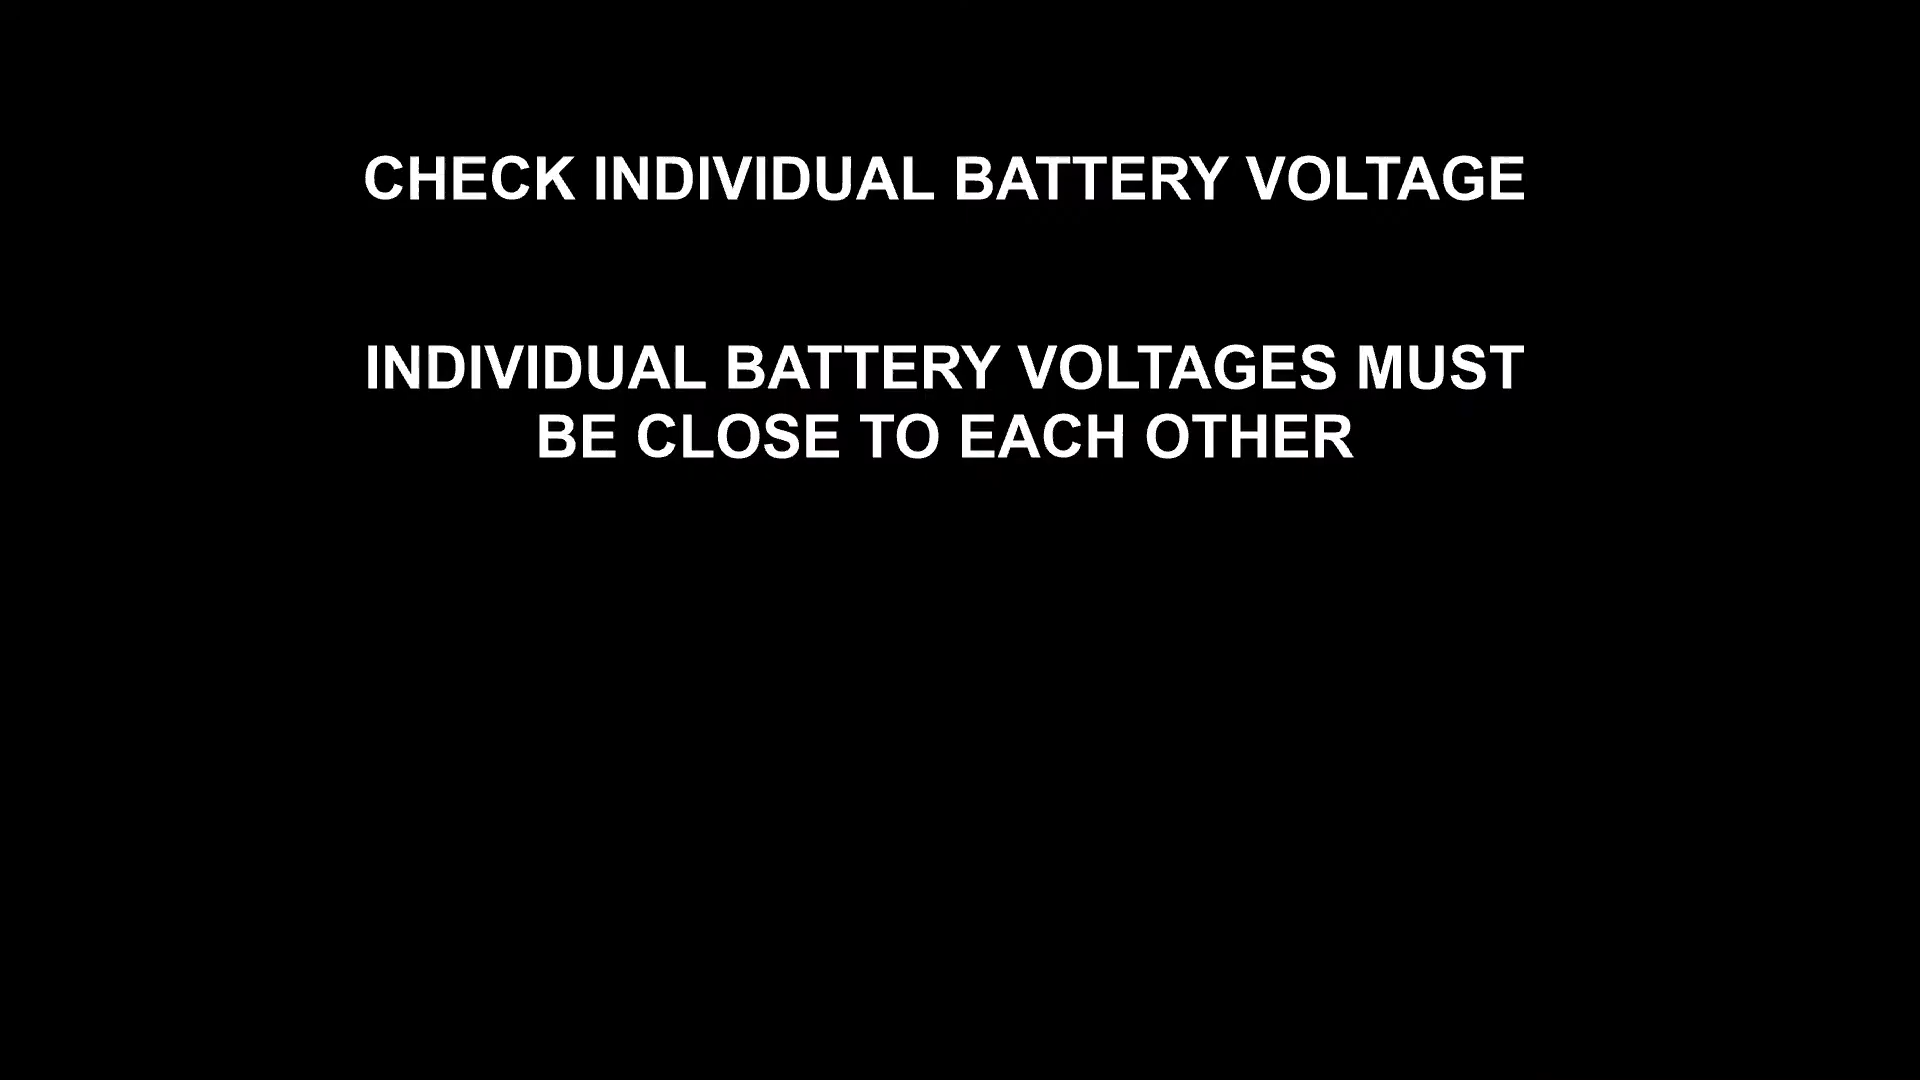 CHECK INDIVIDUAL BATTERY VOLTAGE
INDIVIDUAL BATTERY VOLTAGES MUST
BE CLOSE TO EACH OTHER